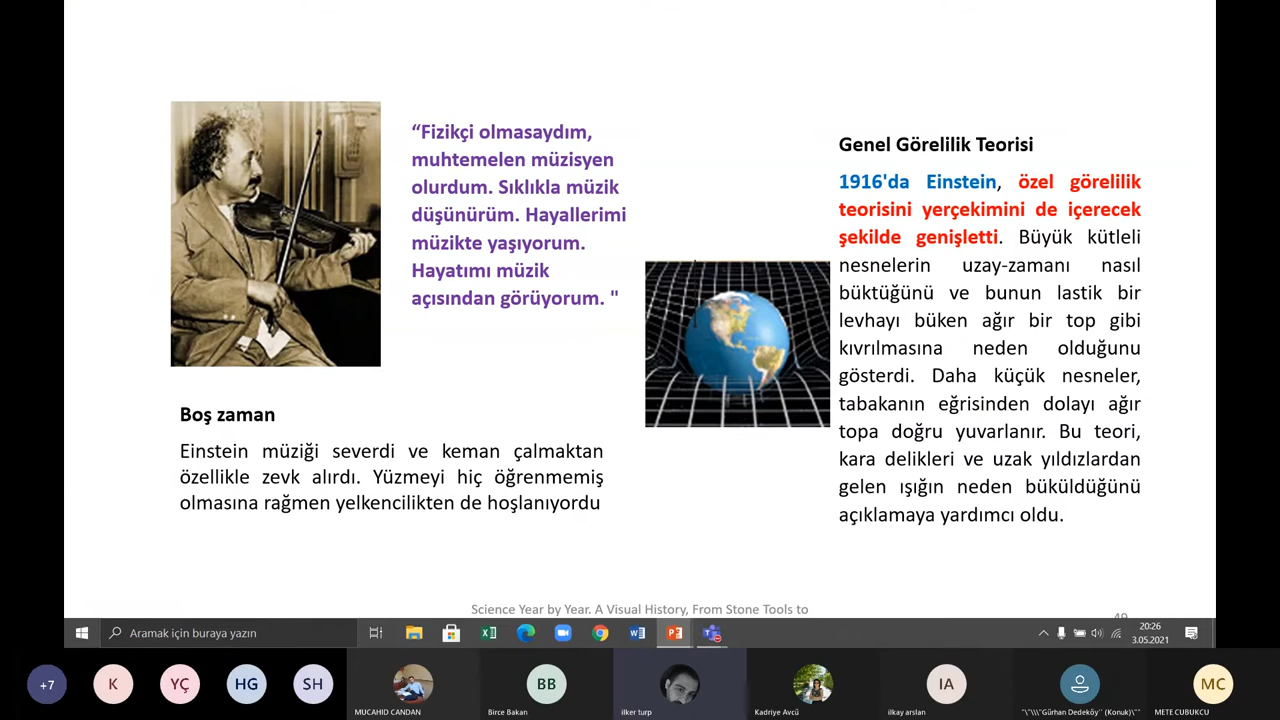 “Fizikçi olmasaydım,
muhtemelen müzisyen
olurdum. Sıklıkla müzik
düşünürüm. Hayallerimi
müzikte yaşıyorum.
Hayatımı müzik
açısından görüyorum. "
Boş zaman
Einstein müziği severdi ve keman çalmaktan
özellikle zevk alırdı. Yüzmeyi hiç öğrenmemiş
olmasına rağmen yelkencilikten de hoşlanıyordu
Genel Görelilik Teorisi
1916'da Einstein, özel görelilik
teorisini yerçekimini de içerecek
şekilde genişletti. Büyük kütleli
nesnelerin uzay-zamanı nasıl
büktüğünü ve bunun lastik bir
levhayı büken ağır bir top gibi
kıvrılmasına neden olduğunu
gösterdi. Daha küçük nesneler,
tabakanın eğrisinden dolayı ağır
topa doğru yuvarlanır. Bu teori,
kara delikleri ve uzak yıldızlardan
gelen ışığın neden büküldüğünü
açıklamaya yardımcı oldu.
Science Year by Year. A Visual History, From Stone Tools to
Aramak için buraya yazın
20:26
3.05.2021
+7
K
YÇ
HG
SH
BB
IA
MC
MUCAHID CANDAN
Birce Bakan
ilker turp
Kadriye Avcü
ilkay arslan
"\"\\\"Gürhan Dedeköy" (Konuk)\""
METE CUBUKCU